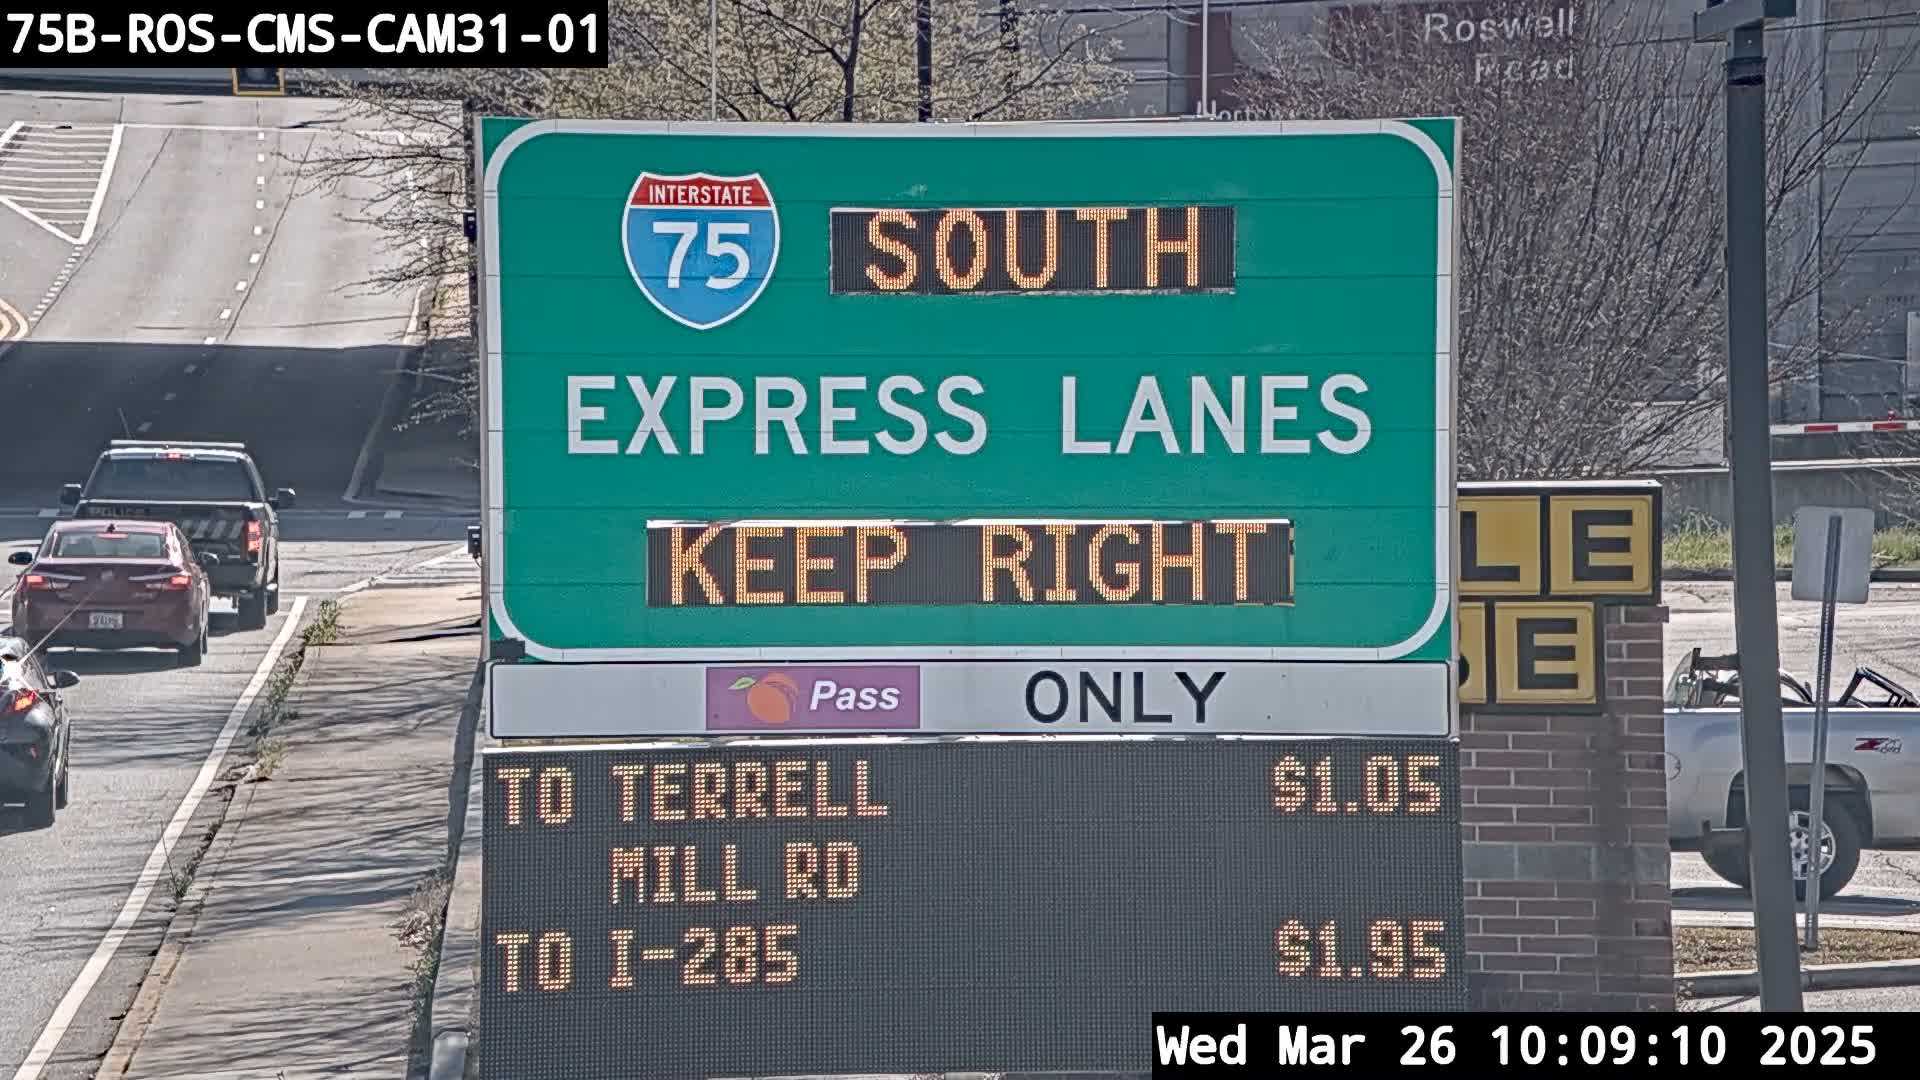 75B-ROS-CMS-CAM31-01
Roswell
Road
INTERSTATE
75
SOUTH
EXPRESS LANES
KEEP RIGHT
Pass ONLY
TO TERRELL $1.05
MILL RD
TO I-285 $1.95
LE
E
POLICE
Wed Mar 26 10:09:10 2025